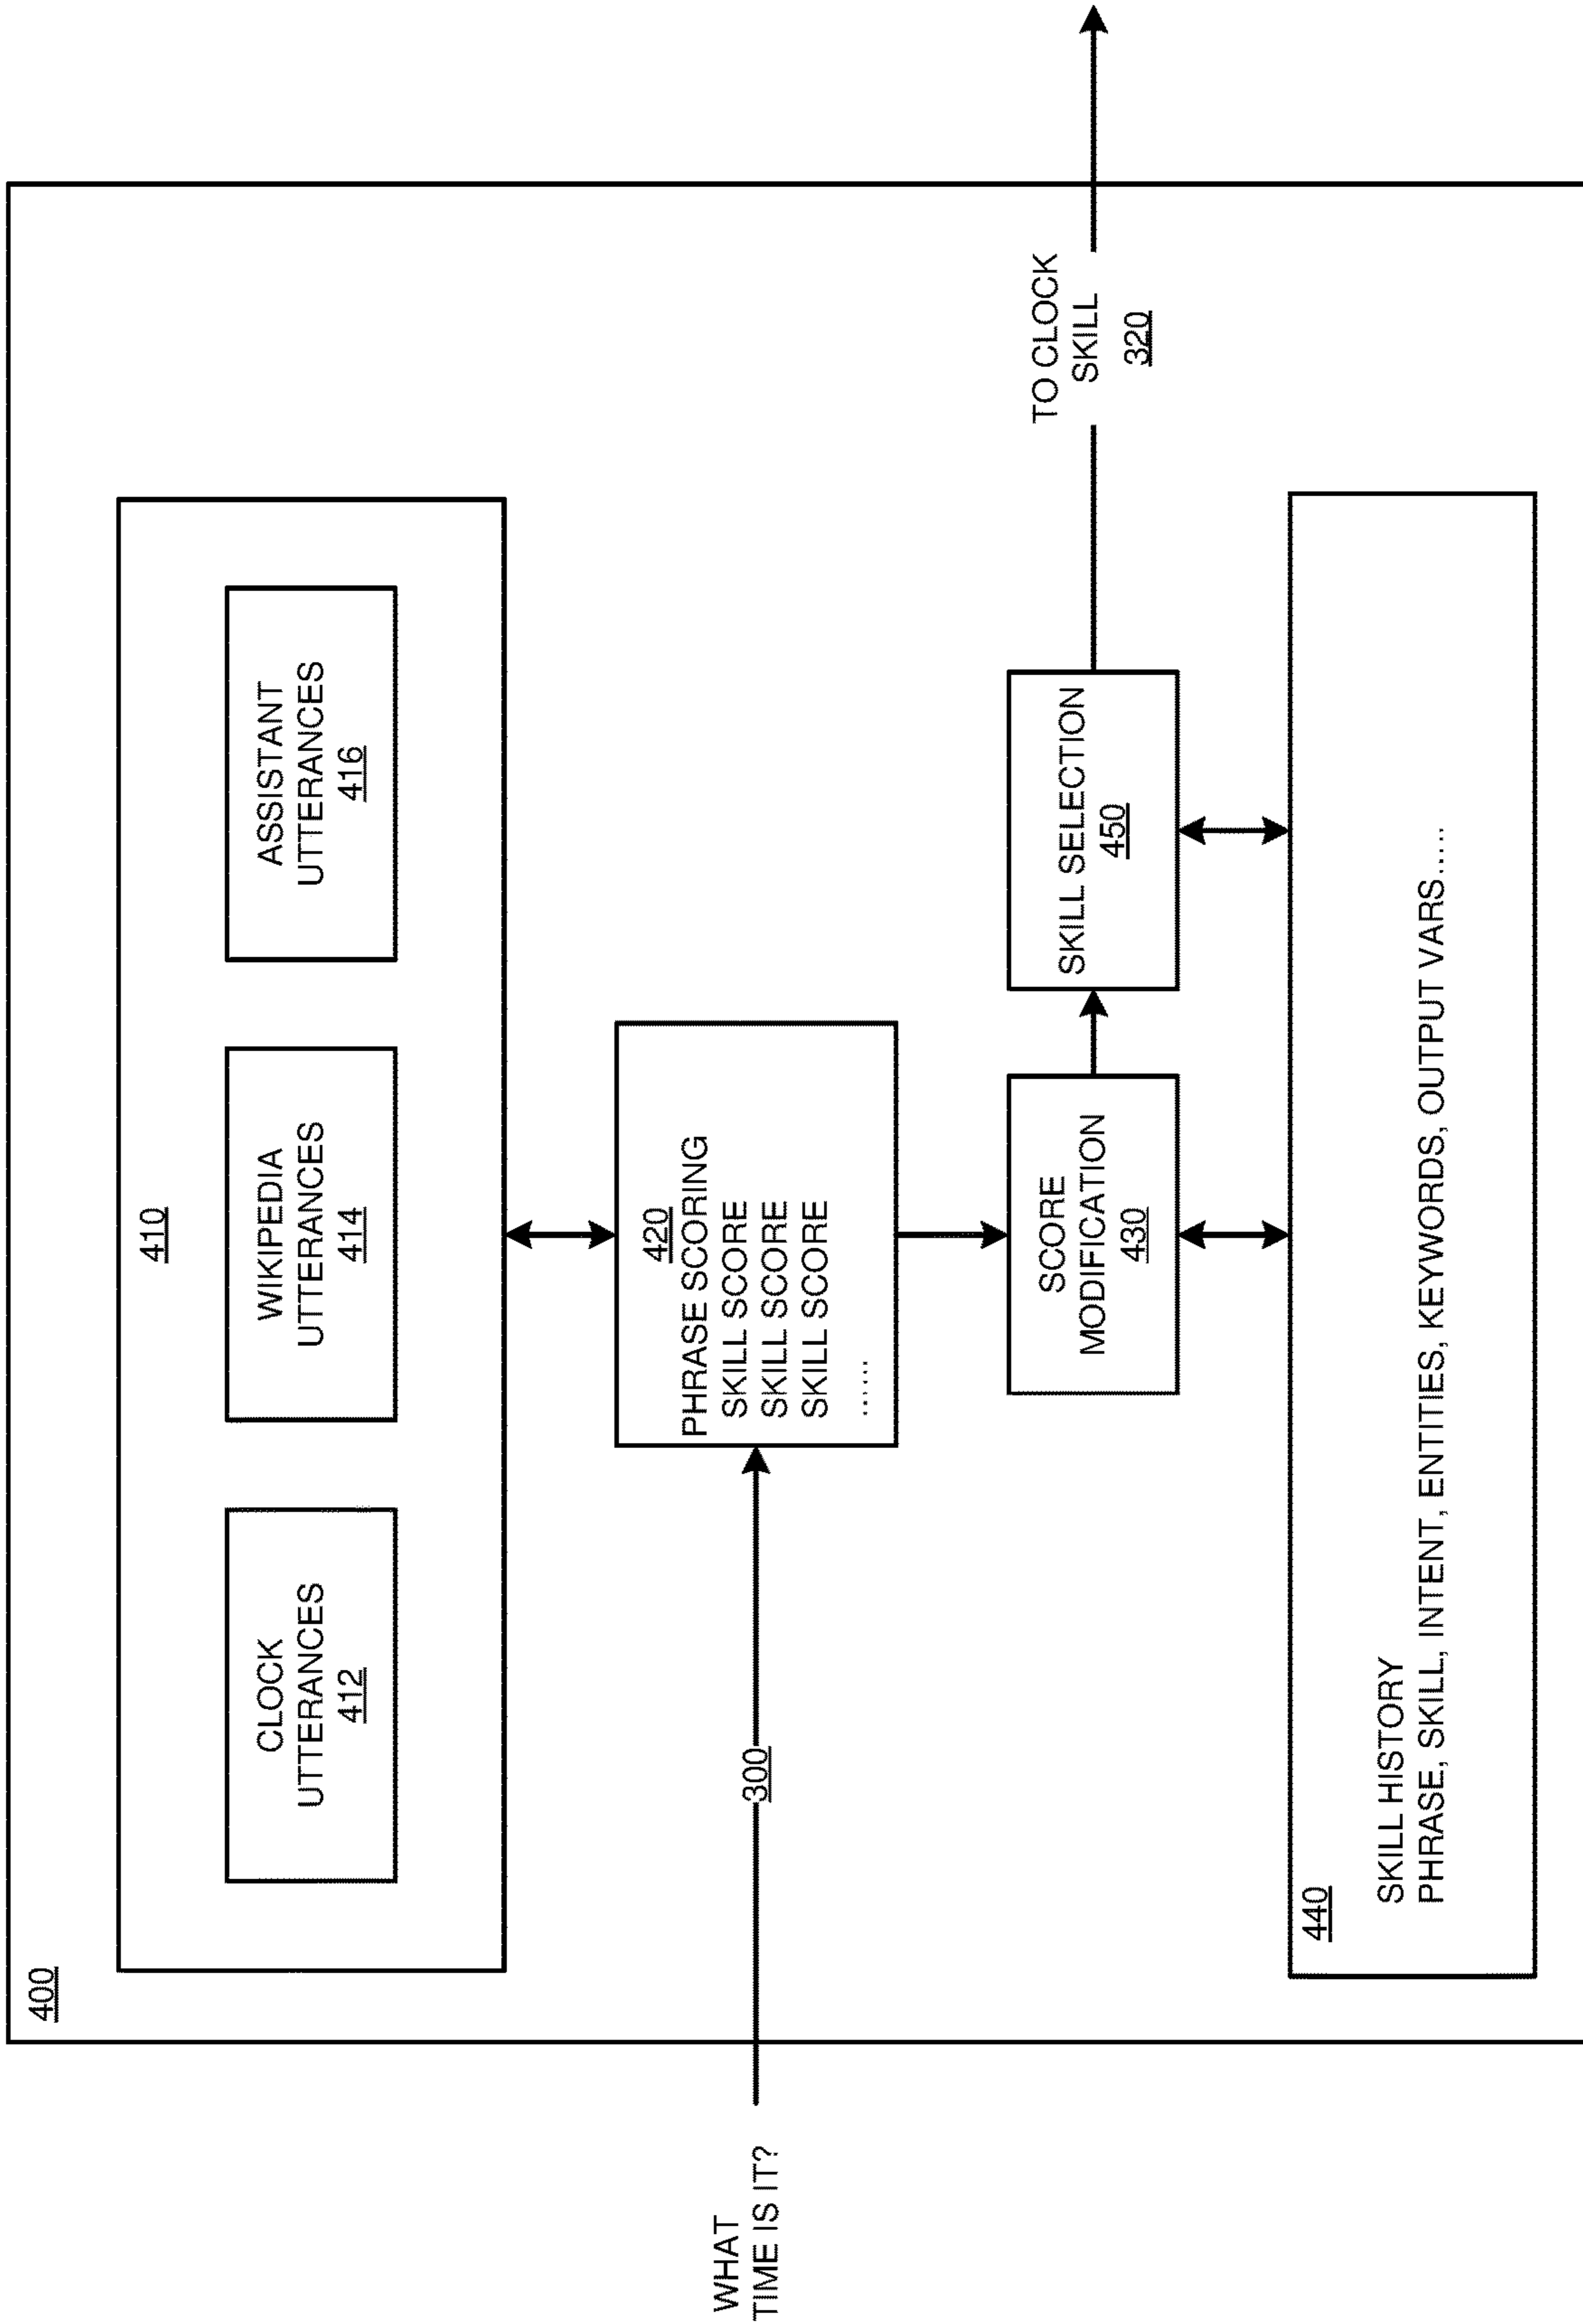 400
410
CLOCK
UTTERANCES
412
WIKIPEDIA
UTTERANCES
414
ASSISTANT
UTTERANCES
416
WHAT
TIME IS IT?
300
420
PHRASE SCORING
SKILL SCORE
SKILL SCORE
SKILL SCORE
......
SCORE
MODIFICATION
430
SKILL SELECTION
450
TO CLOCK
SKILL
320
440
SKILL HISTORY
PHRASE, SKILL, INTENT, ENTITIES, KEYWORDS, OUTPUT VARS.....